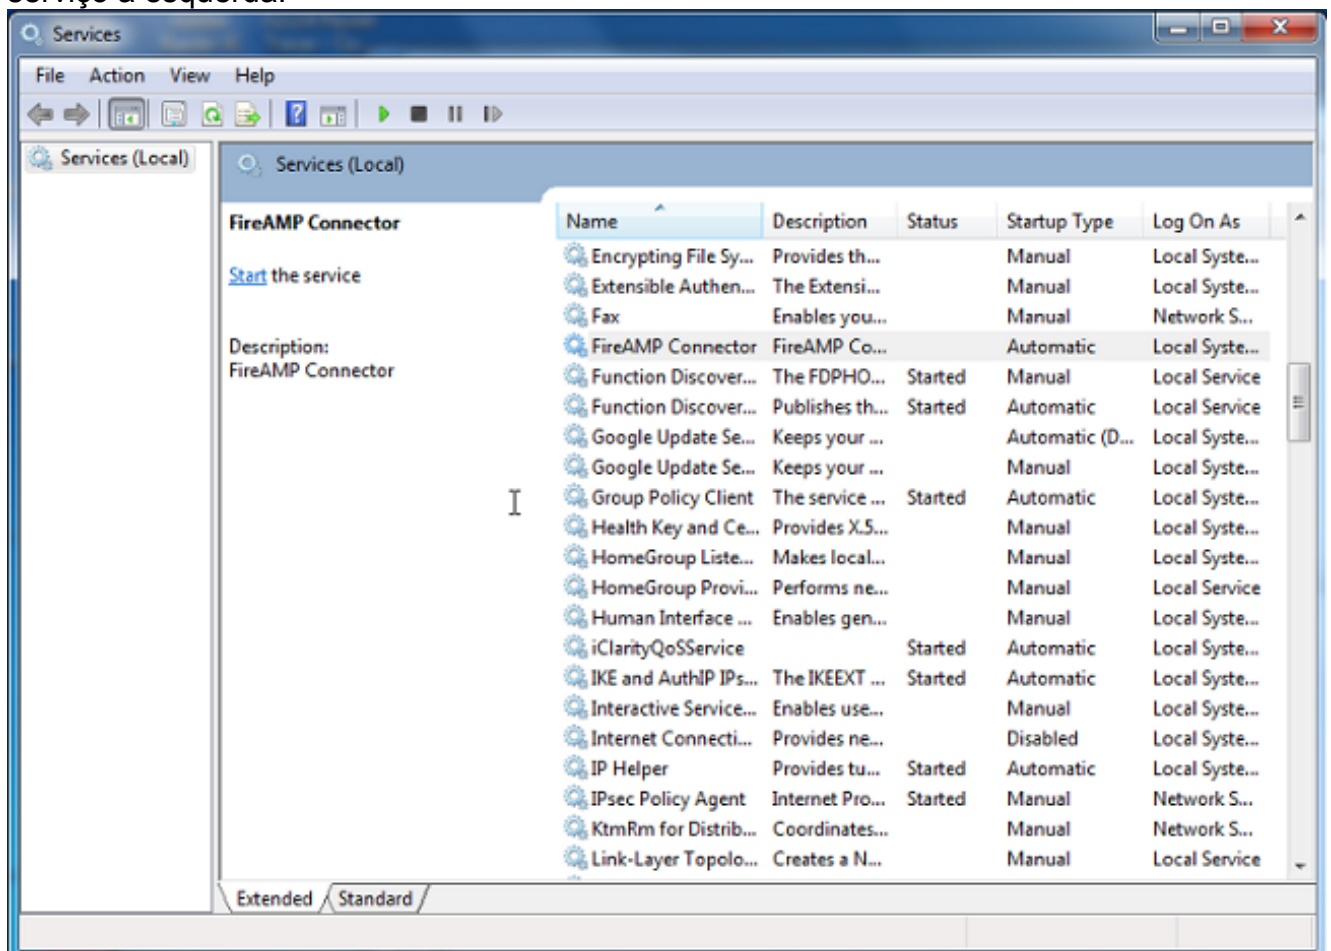 serviço à esquerda.
Services
File Action View Help
Services (Local)
Services (Local)
FireAMP Connector
Start the service
Description:
FireAMP Connector
Name Description Status Startup Type Log On As
Encrypting File Sy... Provides th... Manual Local Syste...
Extensible Authen... The Extensi... Manual Local Syste...
Fax Enables you... Manual Network S...
FireAMP Connector FireAMP Co... Automatic Local Syste...
Function Discover... The FDPHO... Started Manual Local Service
Function Discover... Publishes th... Started Automatic Local Service
Google Update Se... Keeps your ... Automatic (D... Local Syste...
Google Update Se... Keeps your ... Manual Local Syste...
Group Policy Client The service ... Started Automatic Local Syste...
Health Key and Ce... Provides X.5... Manual Local Syste...
HomeGroup Liste... Makes local... Manual Local Syste...
HomeGroup Provi... Performs ne... Manual Local Service
Human Interface ... Enables gen... Manual Local Syste...
iClarityQoSService Started Automatic Local Syste...
IKE and AuthIP IPs... The IKEEXT ... Started Automatic Local Syste...
Interactive Service... Enables use... Manual Local Syste...
Internet Connecti... Provides ne... Disabled Local Syste...
IP Helper Provides tu... Started Automatic Local Syste...
IPsec Policy Agent Internet Pro... Started Manual Network S...
KtmRm for Distrib... Coordinates... Manual Network S...
Link-Layer Topolo... Creates a N... Manual Local Service
Extended Standard